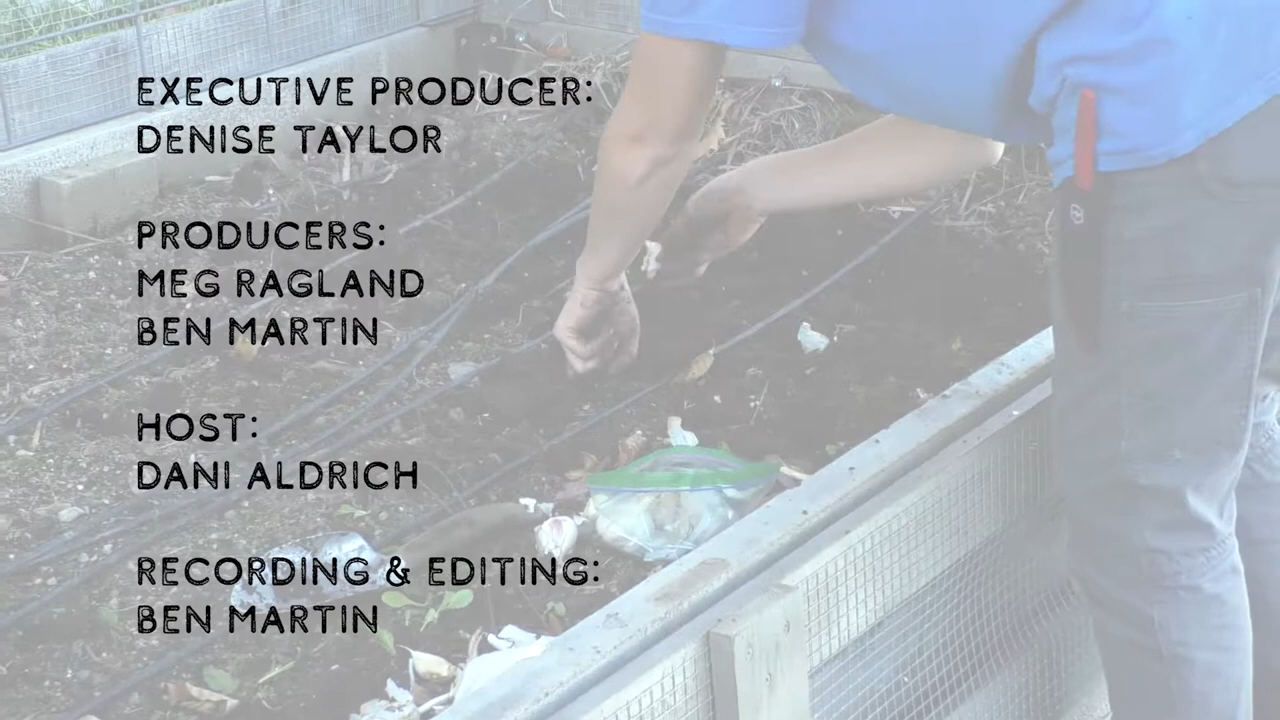 EXECUTIVE PRODUCER:
DENISE TAYLOR
PRODUCERS:
MEG RAGLAND
BEN MARTIN
HOST:
DANI ALDRICH
RECORDING & EDITING:
BEN MARTIN